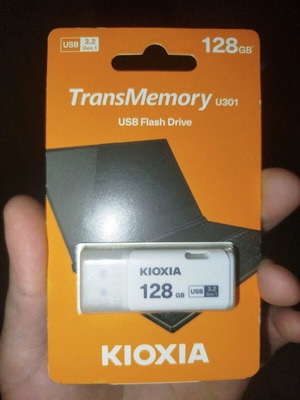 USB 3.2 Gen 1
128GB*
TransMemory U301
USB Flash Drive
KIOXIA
128 GB USB 3.2 Gen 1
KIOXIA